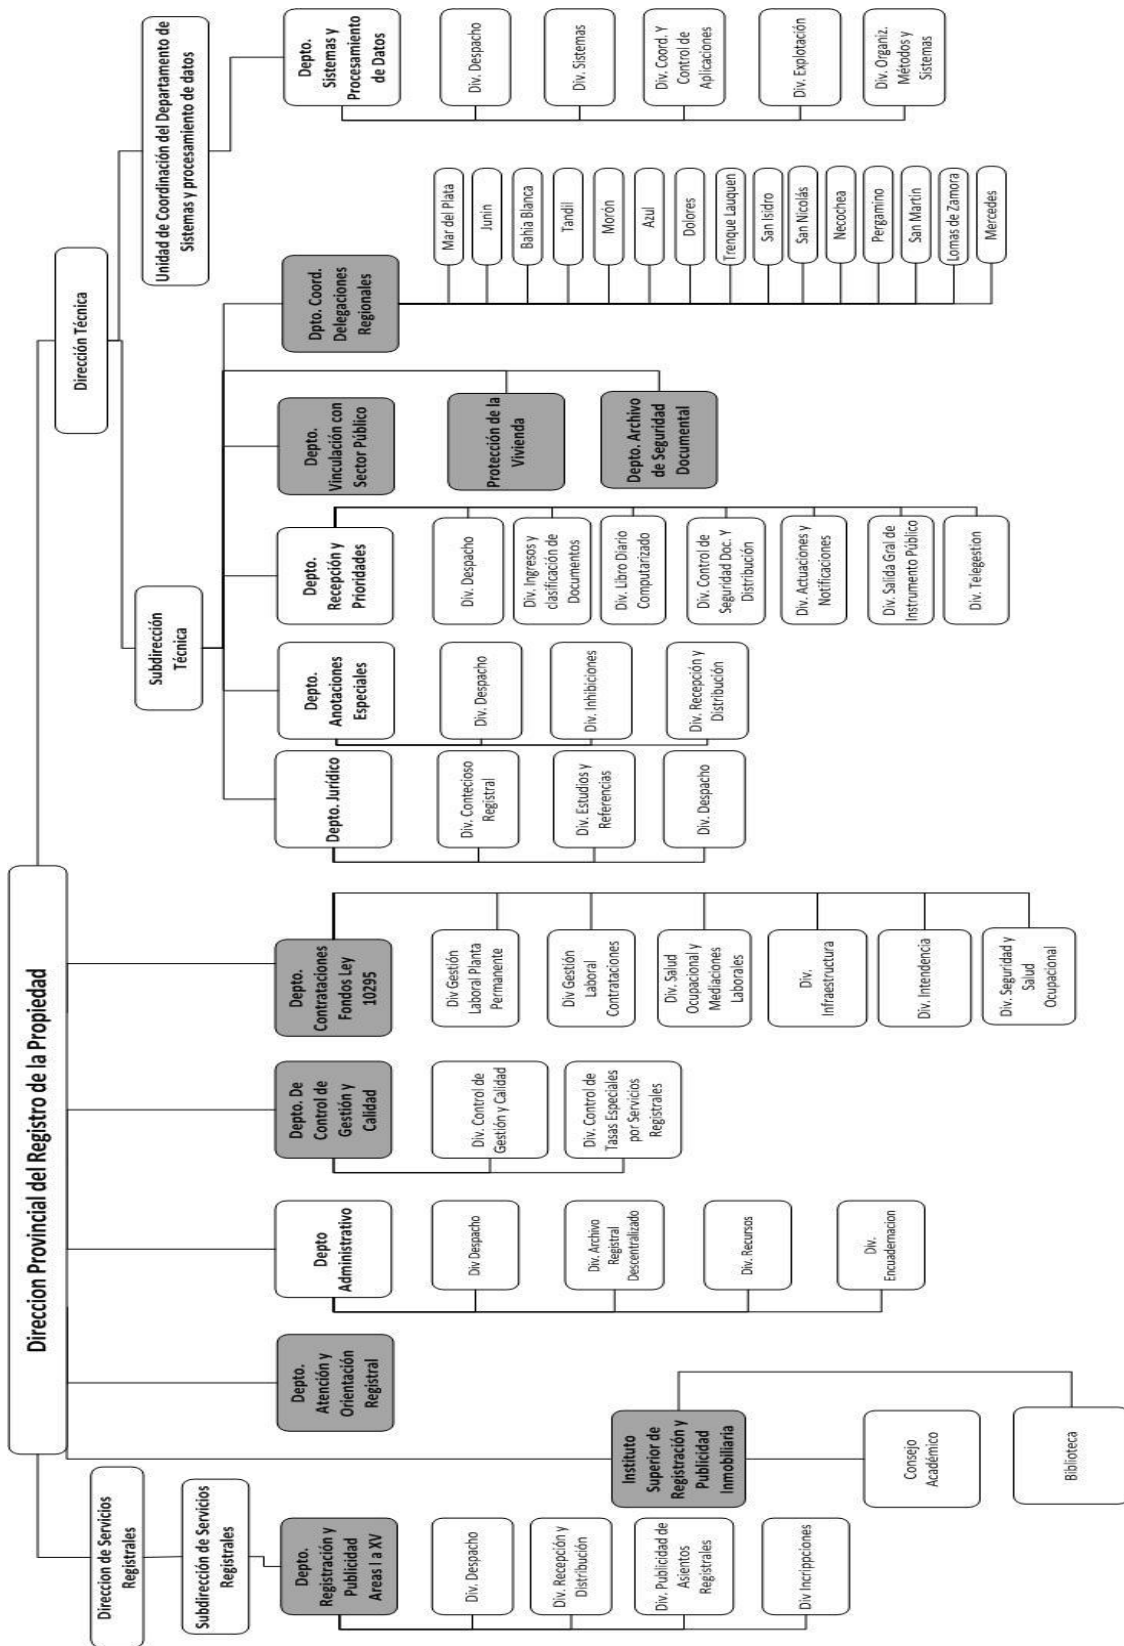 Direccion Provincial del Registro de la Propiedad
Direccion de Servicios
Registrales
Subdirección de Servicios
Registrales
Depto.
Registración y
Publicidad
Areas I a XV
Div. Despacho
Div. Recepción y
Distribución
Div. Publicidad de
Asientos
Registrales
Div Incrippciones
Instituto
Superior de
Registración y
Publicidad
Inmobiliaria
Consejo
Académico
Biblioteca
Depto.
Atención y
Orientación
Registral
Depto
Administrativo
Div Despacho
Div. Archivo
Registral
Descentralizado
Div. Recursos
Div.
Encuadernacion
Depto. De
Control de
Gestión y
Calidad
Div. Control de
Gestión y Calidad
Div. Control de
Tasas Especiales
por Servicios
Registrales
Depto.
Contrataciones
Fondos Ley
10295
Div Gestión
Laboral Planta
Permanente
Div Gestión
Laboral
Contrataciones
Div. Salud
Ocupacional y
Mediaciones
Laborales
Div.
Infraestructura
Div. Intendencia
Div. Seguridad y
Salud
Ocupacional
Dirección Técnica
Subdirección
Técnica
Depto. Jurídico
Div. Contecioso
Registral
Div. Estudios y
Referencias
Div. Despacho
Depto.
Anotaciones
Especiales
Div. Despacho
Div. Inhibiciones
Div. Recepción y
Distribución
Depto.
Recepción y
Prioridades
Div. Despacho
Div. Ingresos y
clasificación de
Documentos
Div. Libro Diario
Computarizado
Div. Control de
Seguridad Doc. Y
Distribución
Div. Actuaciones y
Notificaciones
Div. Salida Gral de
Instrumento Público
Div. Telegestion
Depto.
Vinculación con
Sector Público
Protección de la
Vivienda
Depto. Archivo
de Seguridad
Documental
Dpto. Coord.
Delegaciones
Regionales
Mar del Plata
Junin
Bahia Blanca
Tandil
Morón
Azul
Dolores
Trenque Lauquen
San Isidro
San Nicolás
Necochea
Pergamino
San Martin
Lomas de Zamora
Mercedes
Unidad de Coordinación del Departamento de
Sistemas y procesamiento de datos
Depto.
Sistemas y
Procesamiento
de Datos
Div. Despacho
Div. Sistemas
Div. Coord. Y
Control de
Aplicaciones
Div. Explotación
Div. Organiz.
Métodos y
Sistemas